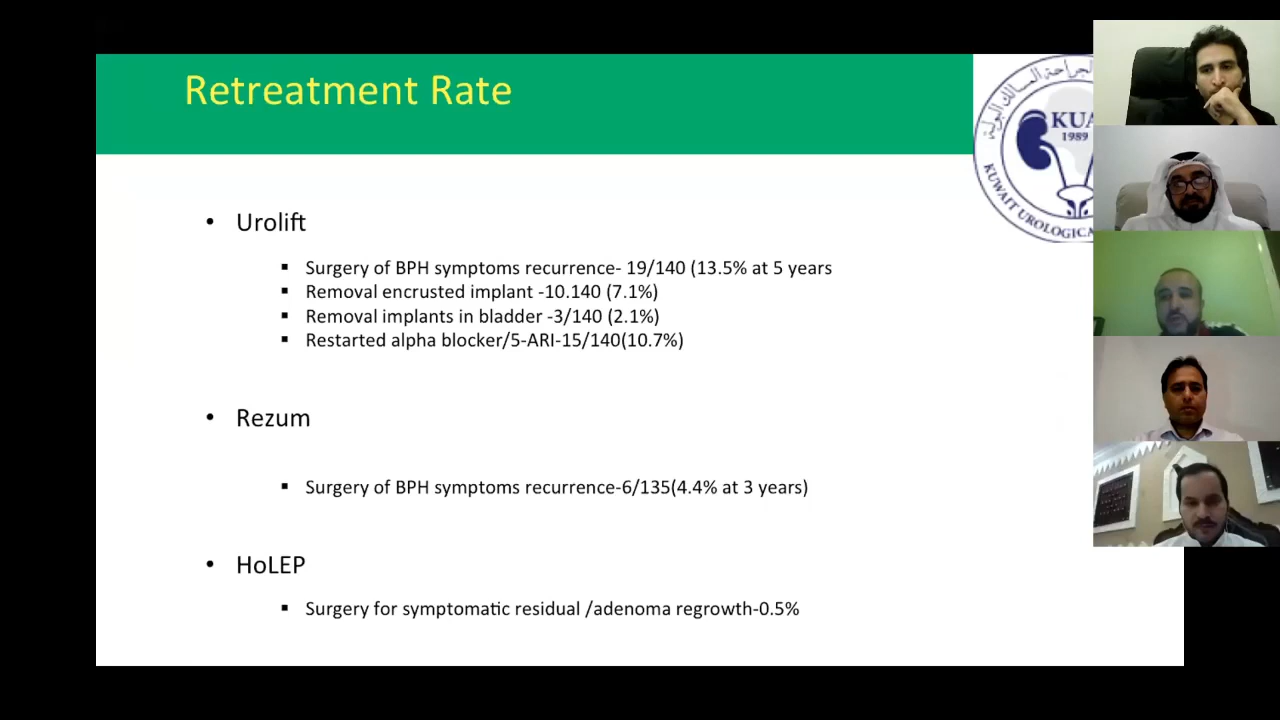 Retreatment Rate
الجراحة المسالك البولية
KUA
1989
KUWAIT UROLOGICA
• Urolift
▪ Surgery of BPH symptoms recurrence- 19/140 (13.5% at 5 years
▪ Removal encrusted implant -10.140 (7.1%)
▪ Removal implants in bladder -3/140 (2.1%)
▪ Restarted alpha blocker/5-ARI-15/140(10.7%)
• Rezum
▪ Surgery of BPH symptoms recurrence-6/135(4.4% at 3 years)
• HoLEP
▪ Surgery for symptomatic residual /adenoma regrowth-0.5%